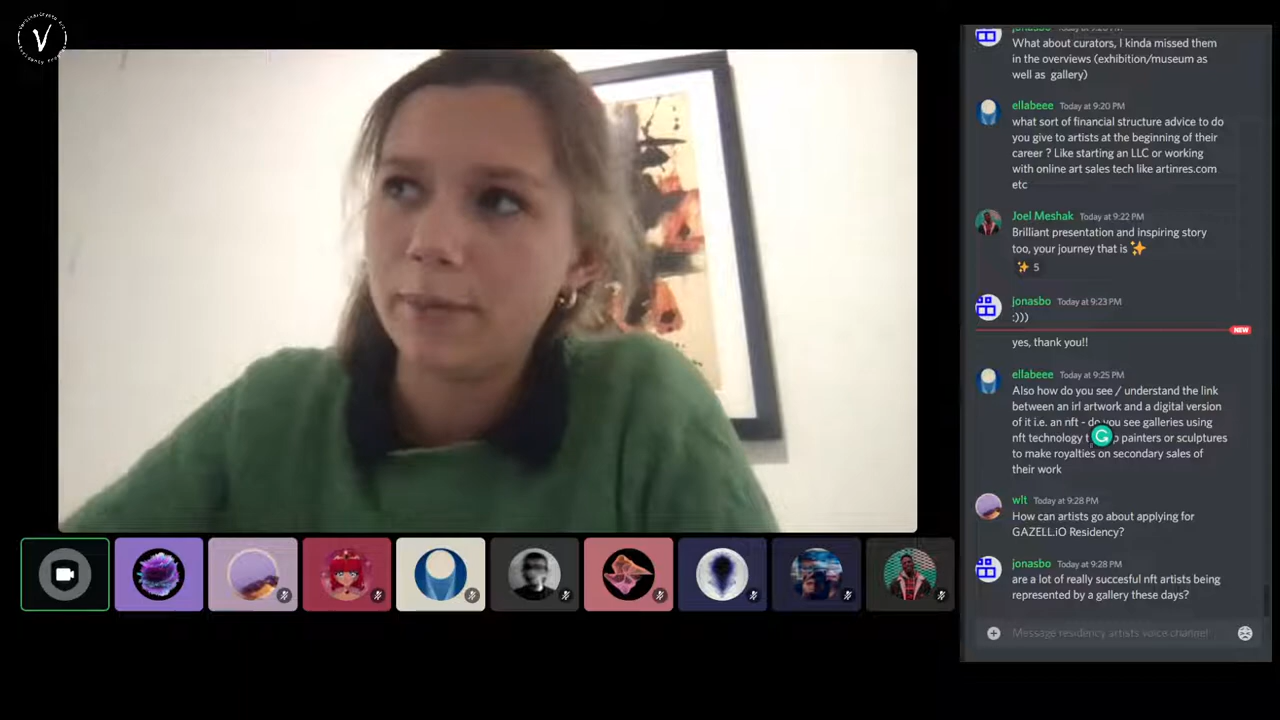 V
What about curators, I kinda missed them
in the overviews (exhibition/museum as
well as gallery)
ellabeee Today at 9:20 PM
what sort of financial structure advice to do
you give to artists at the beginning of their
career ? Like starting an LLC or working
with online art sales tech like artinres.com
etc
Joel Meshak Today at 9:22 PM
Brilliant presentation and inspiring story
too, your journey that is ✨
✨ 5
jonasbo Today at 9:23 PM
:)))
NEW
yes, thank you!!
ellabeee Today at 9:25 PM
Also how do you see / understand the link
between an irl artwork and a digital version
of it i.e. an nft - do you see galleries using
nft technology painters or sculptures
to make royalties on secondary sales of
their work
wlt Today at 9:28 PM
How can artists go about applying for
GAZELL.iO Residency?
jonasbo Today at 9:28 PM
are a lot of really succesful nft artists being
represented by a gallery these days?
Message residency artists voice channel